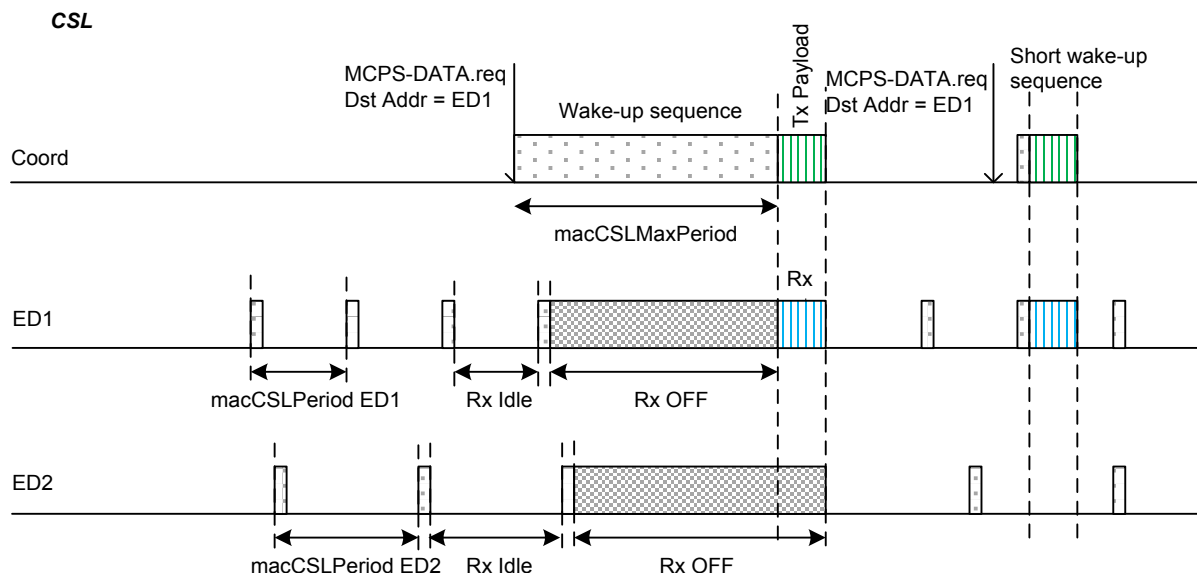 CSL
MCPS-DATA.req
Dst Addr = ED1
Wake-up sequence
Tx Payload
MCPS-DATA.req
Dst Addr = ED1
Short wake-up
sequence
Coord
macCSLMaxPeriod
Rx
ED1
macCSLPeriod ED1
Rx Idle
Rx OFF
ED2
macCSLPeriod ED2
Rx Idle
Rx OFF